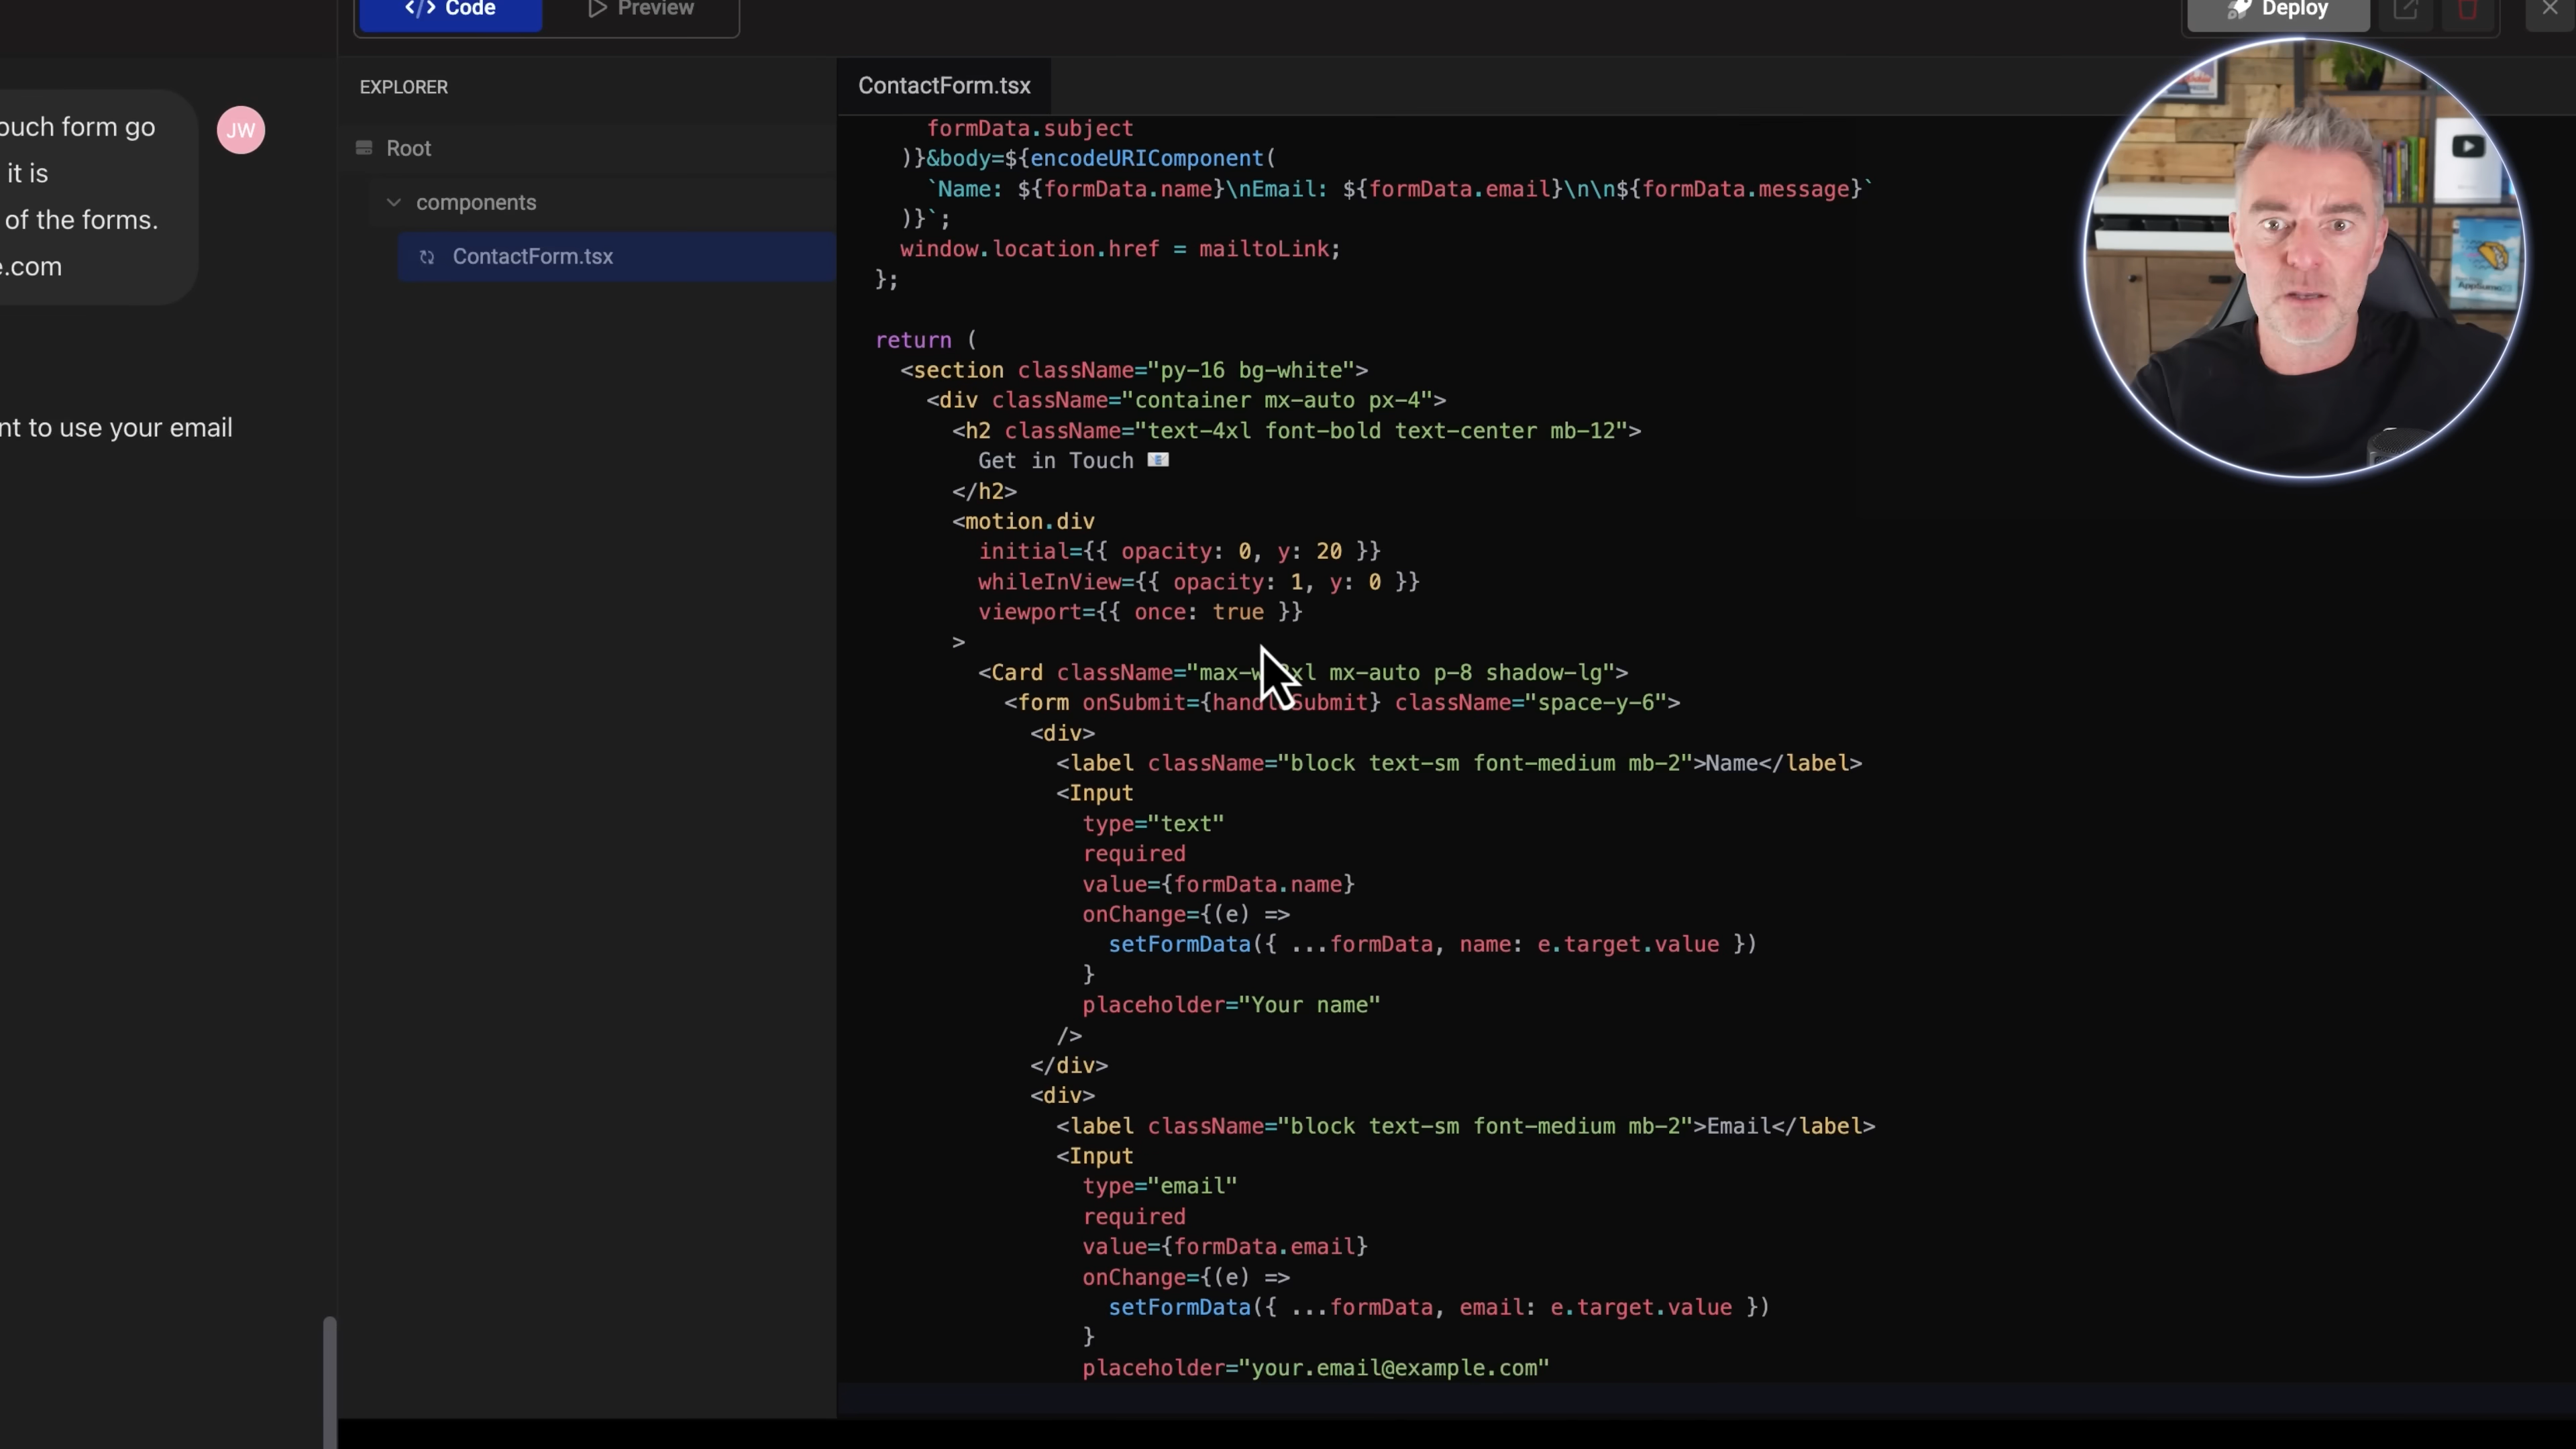 </> Code
Preview
Deploy
ouch form go
it is
of the forms.
e.com
JW
nt to use your email
EXPLORER
Root
components
ContactForm.tsx
ContactForm.tsx
formData.subject
)}&body=${encodeURIComponent(
`Name: ${formData.name}\nEmail: ${formData.email}\n\n${formData.message}`
)}`;
window.location.href = mailtoLink;
};
return (
<section className="py-16 bg-white">
<div className="container mx-auto px-4">
<h2 className="text-4xl font-bold text-center mb-12">
Get in Touch 📧
</h2>
<motion.div
initial={{ opacity: 0, y: 20 }}
whileInView={{ opacity: 1, y: 0 }}
viewport={{ once: true }}
>
<Card className=" mx-auto p-8 shadow-lg">
<form onSubmit={handleSubmit} className="space-y-6">
<div>
<label className="block text-sm font-medium mb-2">Name</label>
<Input
type="text"
required
value={formData.name}
onChange={(e) =>
setFormData({ ...formData, name: e.target.value })
}
placeholder="Your name"
/>
</div>
<div>
<label className="block text-sm font-medium mb-2">Email</label>
<Input
type="email"
required
value={formData.email}
onChange={(e) =>
setFormData({ ...formData, email: e.target.value })
}
placeholder="your.email@example.com"